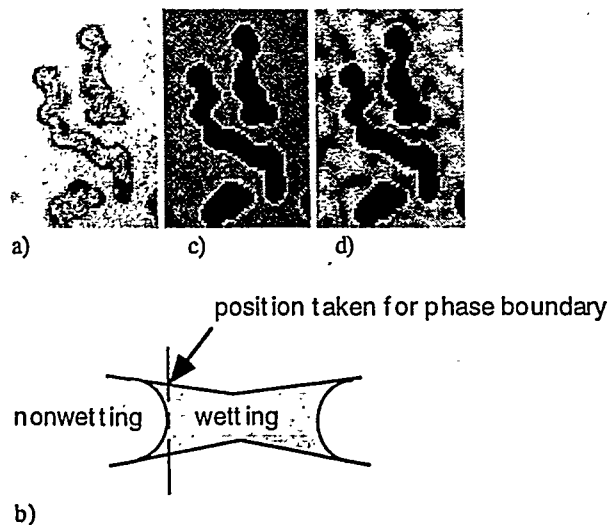 a) c) d)
position taken for phase boundary
nonwetting wetting
b)